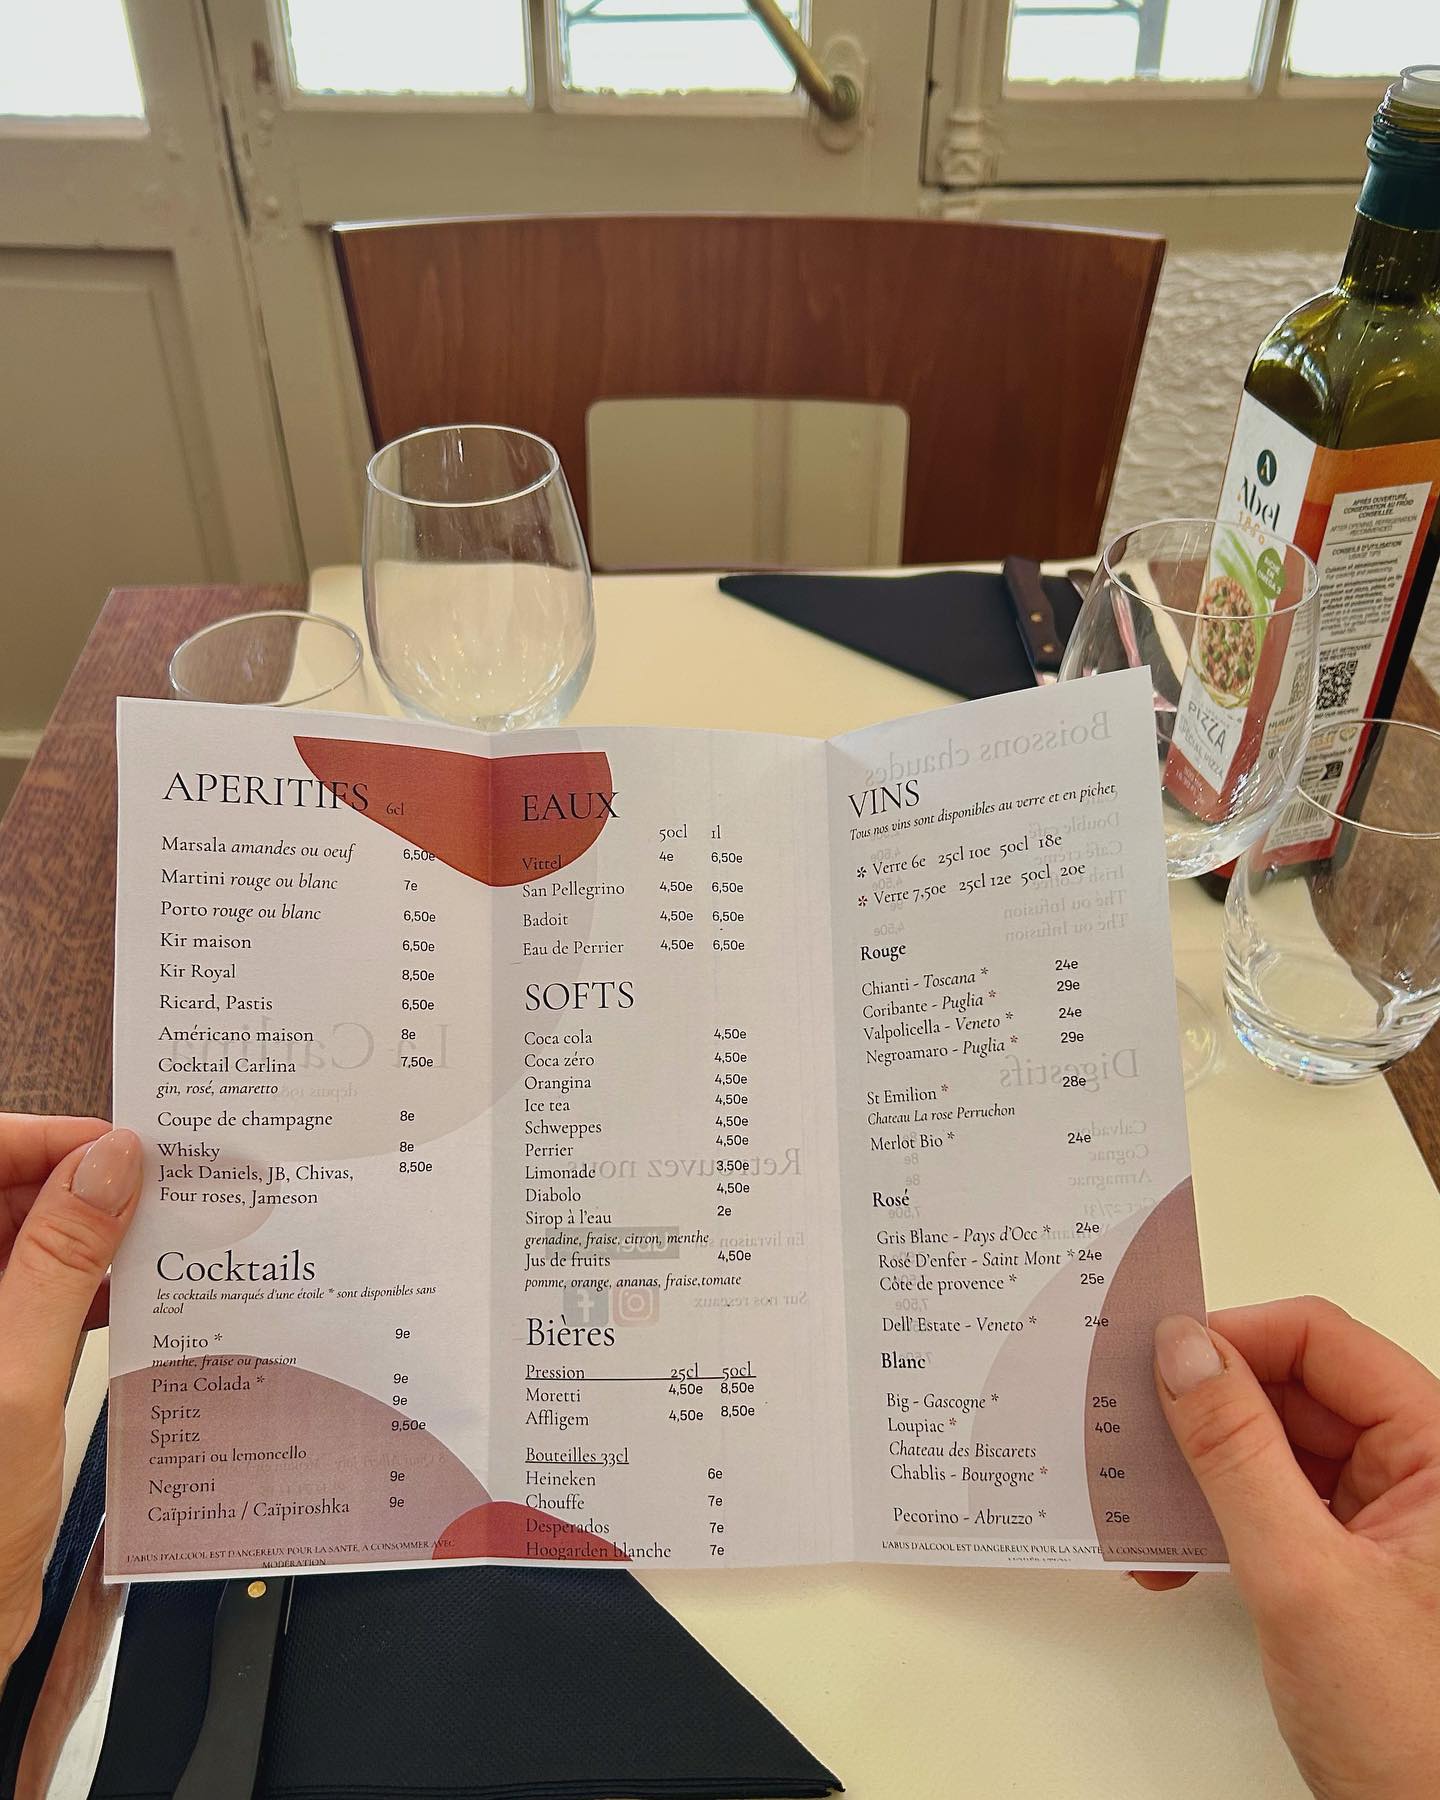 APERITIFS 6cl
Marsala amandes ou oeuf 6,50e
Martini rouge ou blanc 7e
Porto rouge ou blanc 6,50e
Kir maison 6,50e
Kir Royal 8,50e
Ricard, Pastis 6,50e
Américano maison 8e
Cocktail Carlina 7,50e
gin, rosé, amaretto
Coupe de champagne 8e
Whisky 8e
Jack Daniels, JB, Chivas, 8,50e
Four roses, Jameson
Cocktails
les cocktails marqués d'une étoile * sont disponibles sans
alcool
Mojito * 9e
menthe, fraise ou passion
Pina Colada * 9e
Spritz 9e
Spritz 9,50e
campari ou lemoncello
Negroni 9e
Caïpirinha / Caïpiroshka 9e
L'ABUS D'ALCOOL EST DANGEREUX POUR LA SANTE, A CONSOMMER AVEC
MODÉRATION
EAUX
50cl 1l
Vittel 4e 6,50e
San Pellegrino 4,50e 6,50e
Badoit 4,50e 6,50e
Eau de Perrier 4,50e 6,50e
SOFTS
Coca cola 4,50e
Coca zéro 4,50e
Orangina 4,50e
Ice tea 4,50e
Schweppes 4,50e
Perrier 4,50e
Limonade 3,50e
Diabolo 4,50e
Sirop à l'eau 2e
grenadine, fraise, citron, menthe
Jus de fruits 4,50e
pomme, orange, ananas, fraise,tomate
Bières
Pression 25cl 50cl
Moretti 4,50e 8,50e
Affligem 4,50e 8,50e
Bouteilles 33cl
Heineken 6e
Chouffe 7e
Desperados 7e
Hoogarden blanche 7e
VINS
Tous nos vins sont disponibles au verre et en pichet
* Verre 6e 25cl 10e 50cl 18e
* Verre 7,50e 25cl 12e 50cl 20e
Rouge
Chianti - Toscana * 24e
Coribante - Puglia * 29e
Valpolicella - Veneto * 24e
Negroamaro - Puglia * 29e
St Emilion * 28e
Chateau La rose Perruchon
Merlot Bio * 24e
Rosé
Gris Blanc - Pays d'Occ * 24e
Rosé D'enfer - Saint Mont * 24e
Côte de provence * 25e
Dell' Estate - Veneto * 24e
Blanc
Big - Gascogne * 25e
Loupiac * 40e
Chateau des Biscarets
Chablis - Bourgogne * 40e
Pecorino - Abruzzo * 25e
L'ABUS D'ALCOOL EST DANGEREUX POUR LA SANTE, A CONSOMMER AVEC
Abel
1860
PIZZA
SPECIAL PIZZA
APRÈS OUVERTURE,
CONSERVATION AU FROID
CONSEILLÉE.
AFTER OPENING, REFRIGERATION
RECOMMENDED.
CONSEILS D'UTILISATION